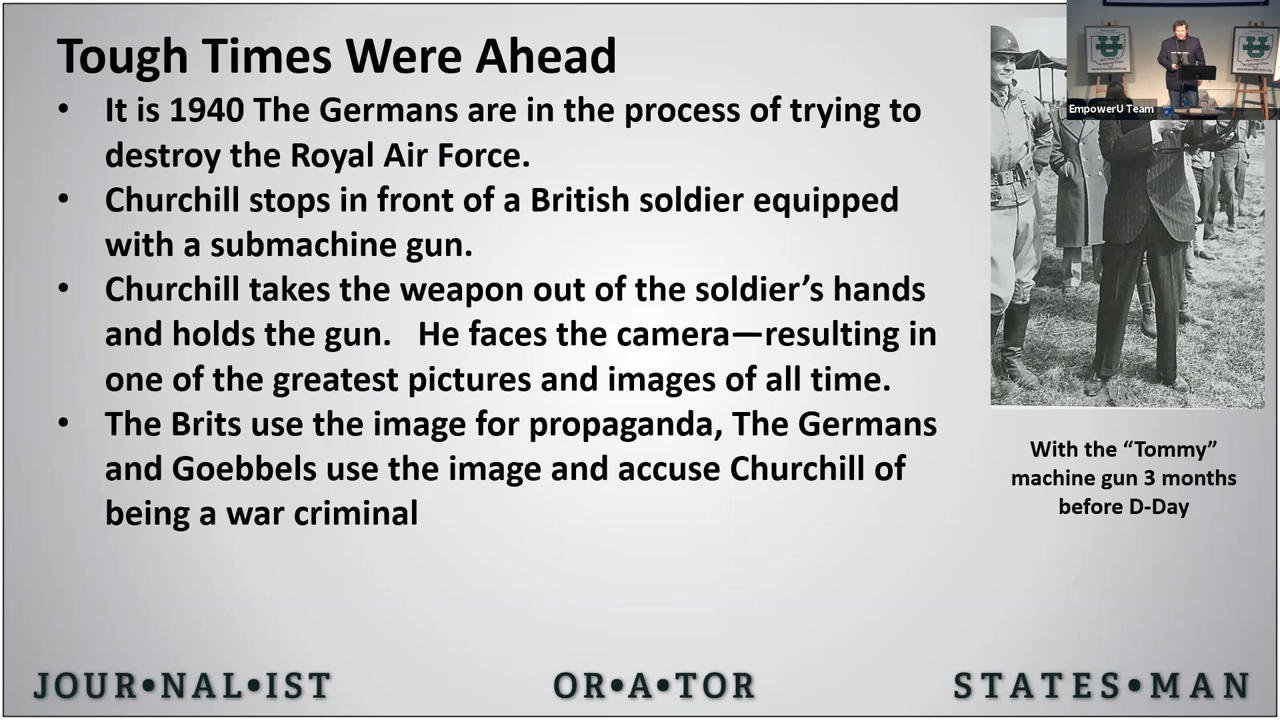 Tough Times Were Ahead
• It is 1940 The Germans are in the process of trying to
destroy the Royal Air Force.
• Churchill stops in front of a British soldier equipped
with a submachine gun.
• Churchill takes the weapon out of the soldier’s hands
and holds the gun.   He faces the camera—resulting in
one of the greatest pictures and images of all time.
• The Brits use the image for propaganda, The Germans
and Goebbels use the image and accuse Churchill of
being a war criminal
EmpowerU Team
With the “Tommy”
machine gun 3 months
before D-Day
JOUR•NAL•IST
OR•A•TOR
STATES•MAN